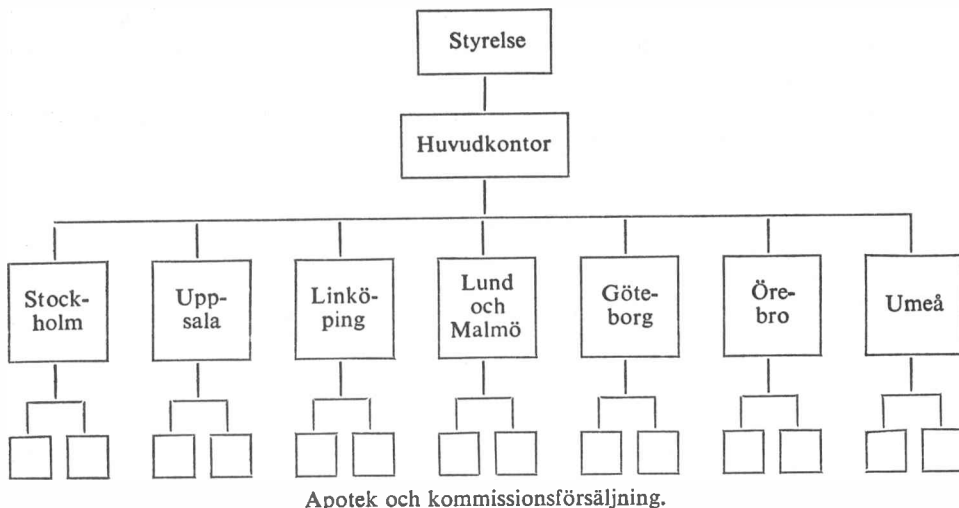 Styrelse
Huvudkontor
Stock-
holm
Upp-
sala
Linkö-
ping
Lund
och
Malmö
Göte-
borg
Öre-
bro
Umeå
Apotek och kommissionsförsäljning.